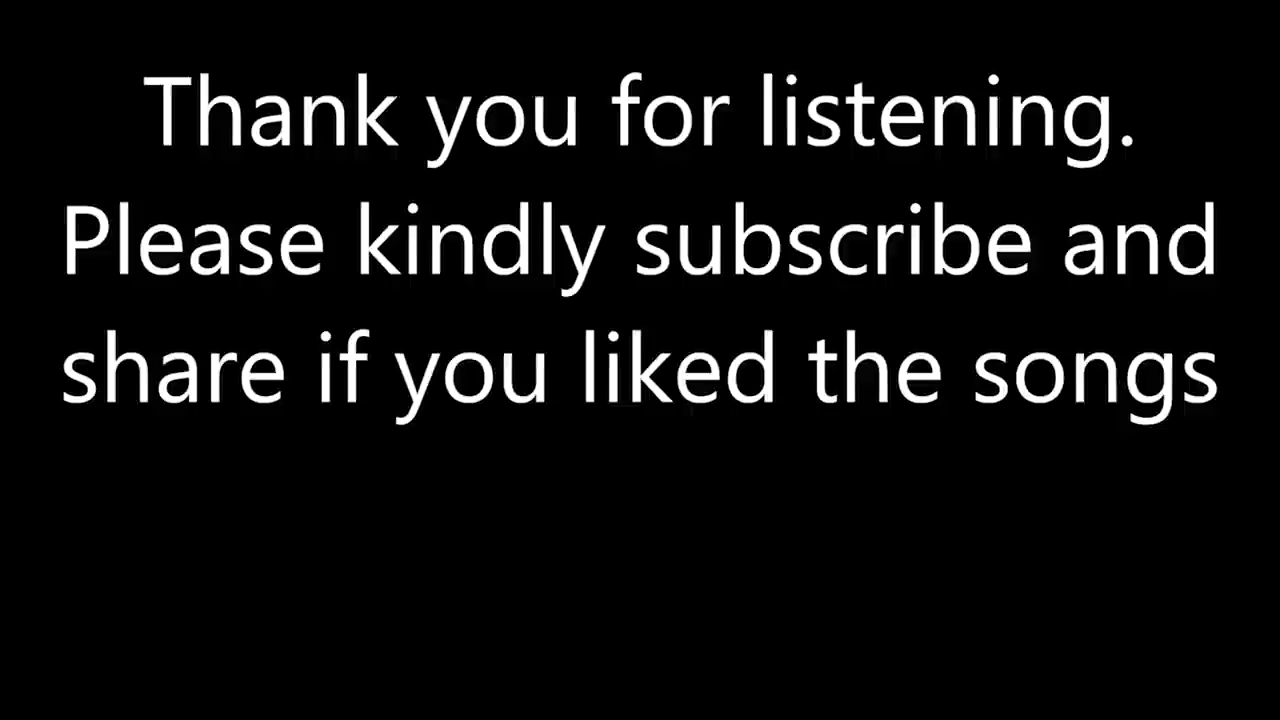 Thank you for listening.
Please kindly subscribe and
share if you liked the songs